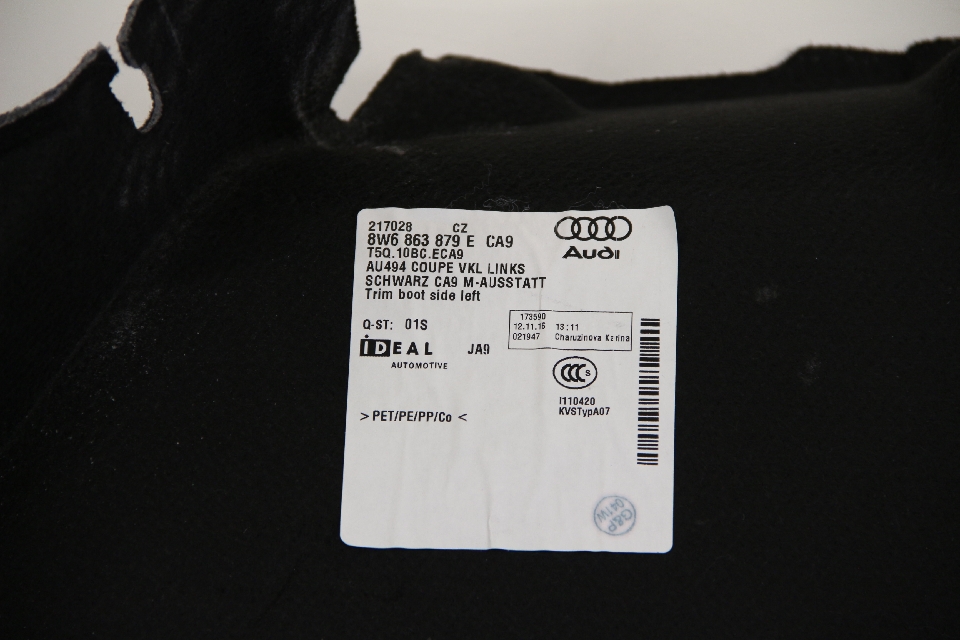 217028 CZ
8W6 863 879 E CA9
T5Q.10BC.ECA9
AU494 COUPE VKL LINKS
SCHWARZ CA9 M-AUSSTATT
Trim boot side left
Audi
Q-ST: 01S
173590
12.11.16 13:11
021947 Charuzinova Karina
IDEAL JA9
AUTOMOTIVE
CCC S
I110420
KVSTypA07
> PET/PE/PP/Co <
G&P
041W